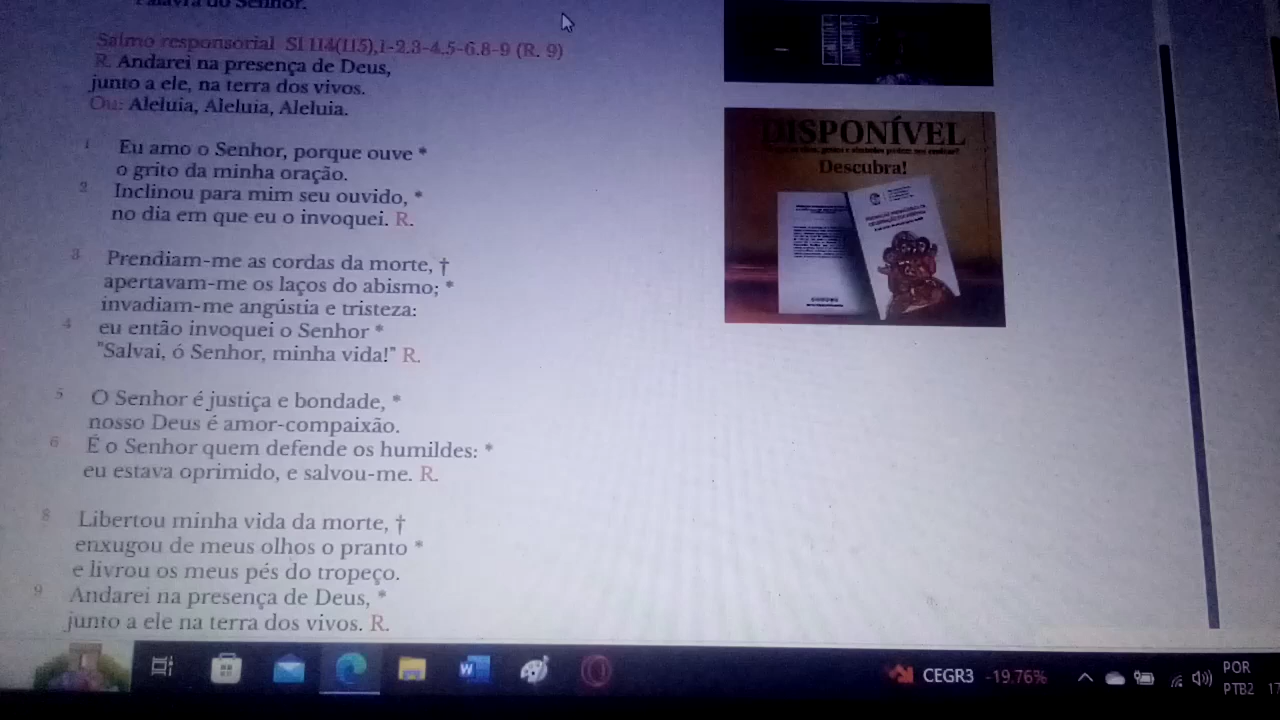 Palavra do Senhor.
Salmo responsorial Sl 114(115),1-2.3-4.5-6.8-9 (R. 9)
R. Andarei na presença de Deus,
junto a ele, na terra dos vivos.
Ou: Aleluia, Aleluia, Aleluia.
1 Eu amo o Senhor, porque ouve *
o grito da minha oração.
2 Inclinou para mim seu ouvido, *
no dia em que eu o invoquei. R.
3 Prendiam-me as cordas da morte, †
apertavam-me os laços do abismo; *
invadiam-me angústia e tristeza:
4 eu então invoquei o Senhor *
"Salvai, ó Senhor, minha vida!" R.
5 O Senhor é justiça e bondade, *
nosso Deus é amor-compaixão.
6 É o Senhor quem defende os humildes: *
eu estava oprimido, e salvou-me. R.
8 Libertou minha vida da morte, †
enxugou de meus olhos o pranto *
e livrou os meus pés do tropeço.
9 Andarei na presença de Deus, *
junto a ele na terra dos vivos. R.
DISPONÍVEL
Descubra!
CEGR3 -19.76%
POR
PTB2
17